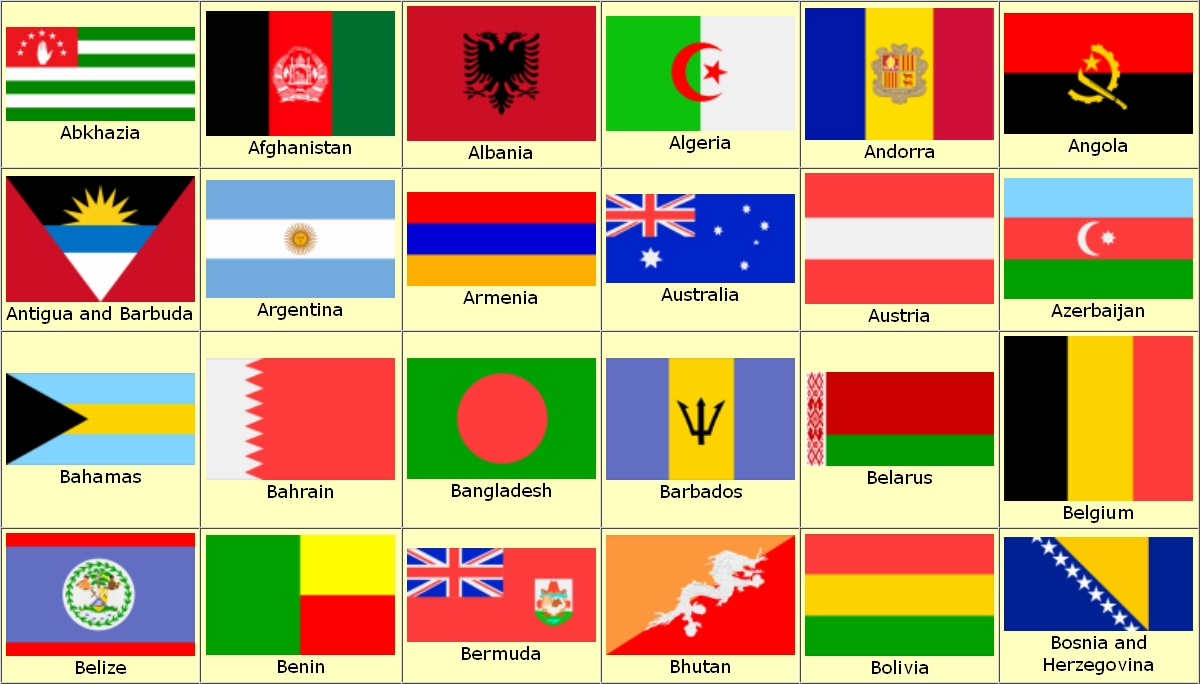 Abkhazia
Afghanistan
Albania
Algeria
Andorra
Angola
Antigua and Barbuda
Argentina
Armenia
Australia
Austria
Azerbaijan
Bahamas
Bahrain
Bangladesh
Barbados
Belarus
Belgium
Belize
Benin
Bermuda
Bhutan
Bolivia
Bosnia and
Herzegovina